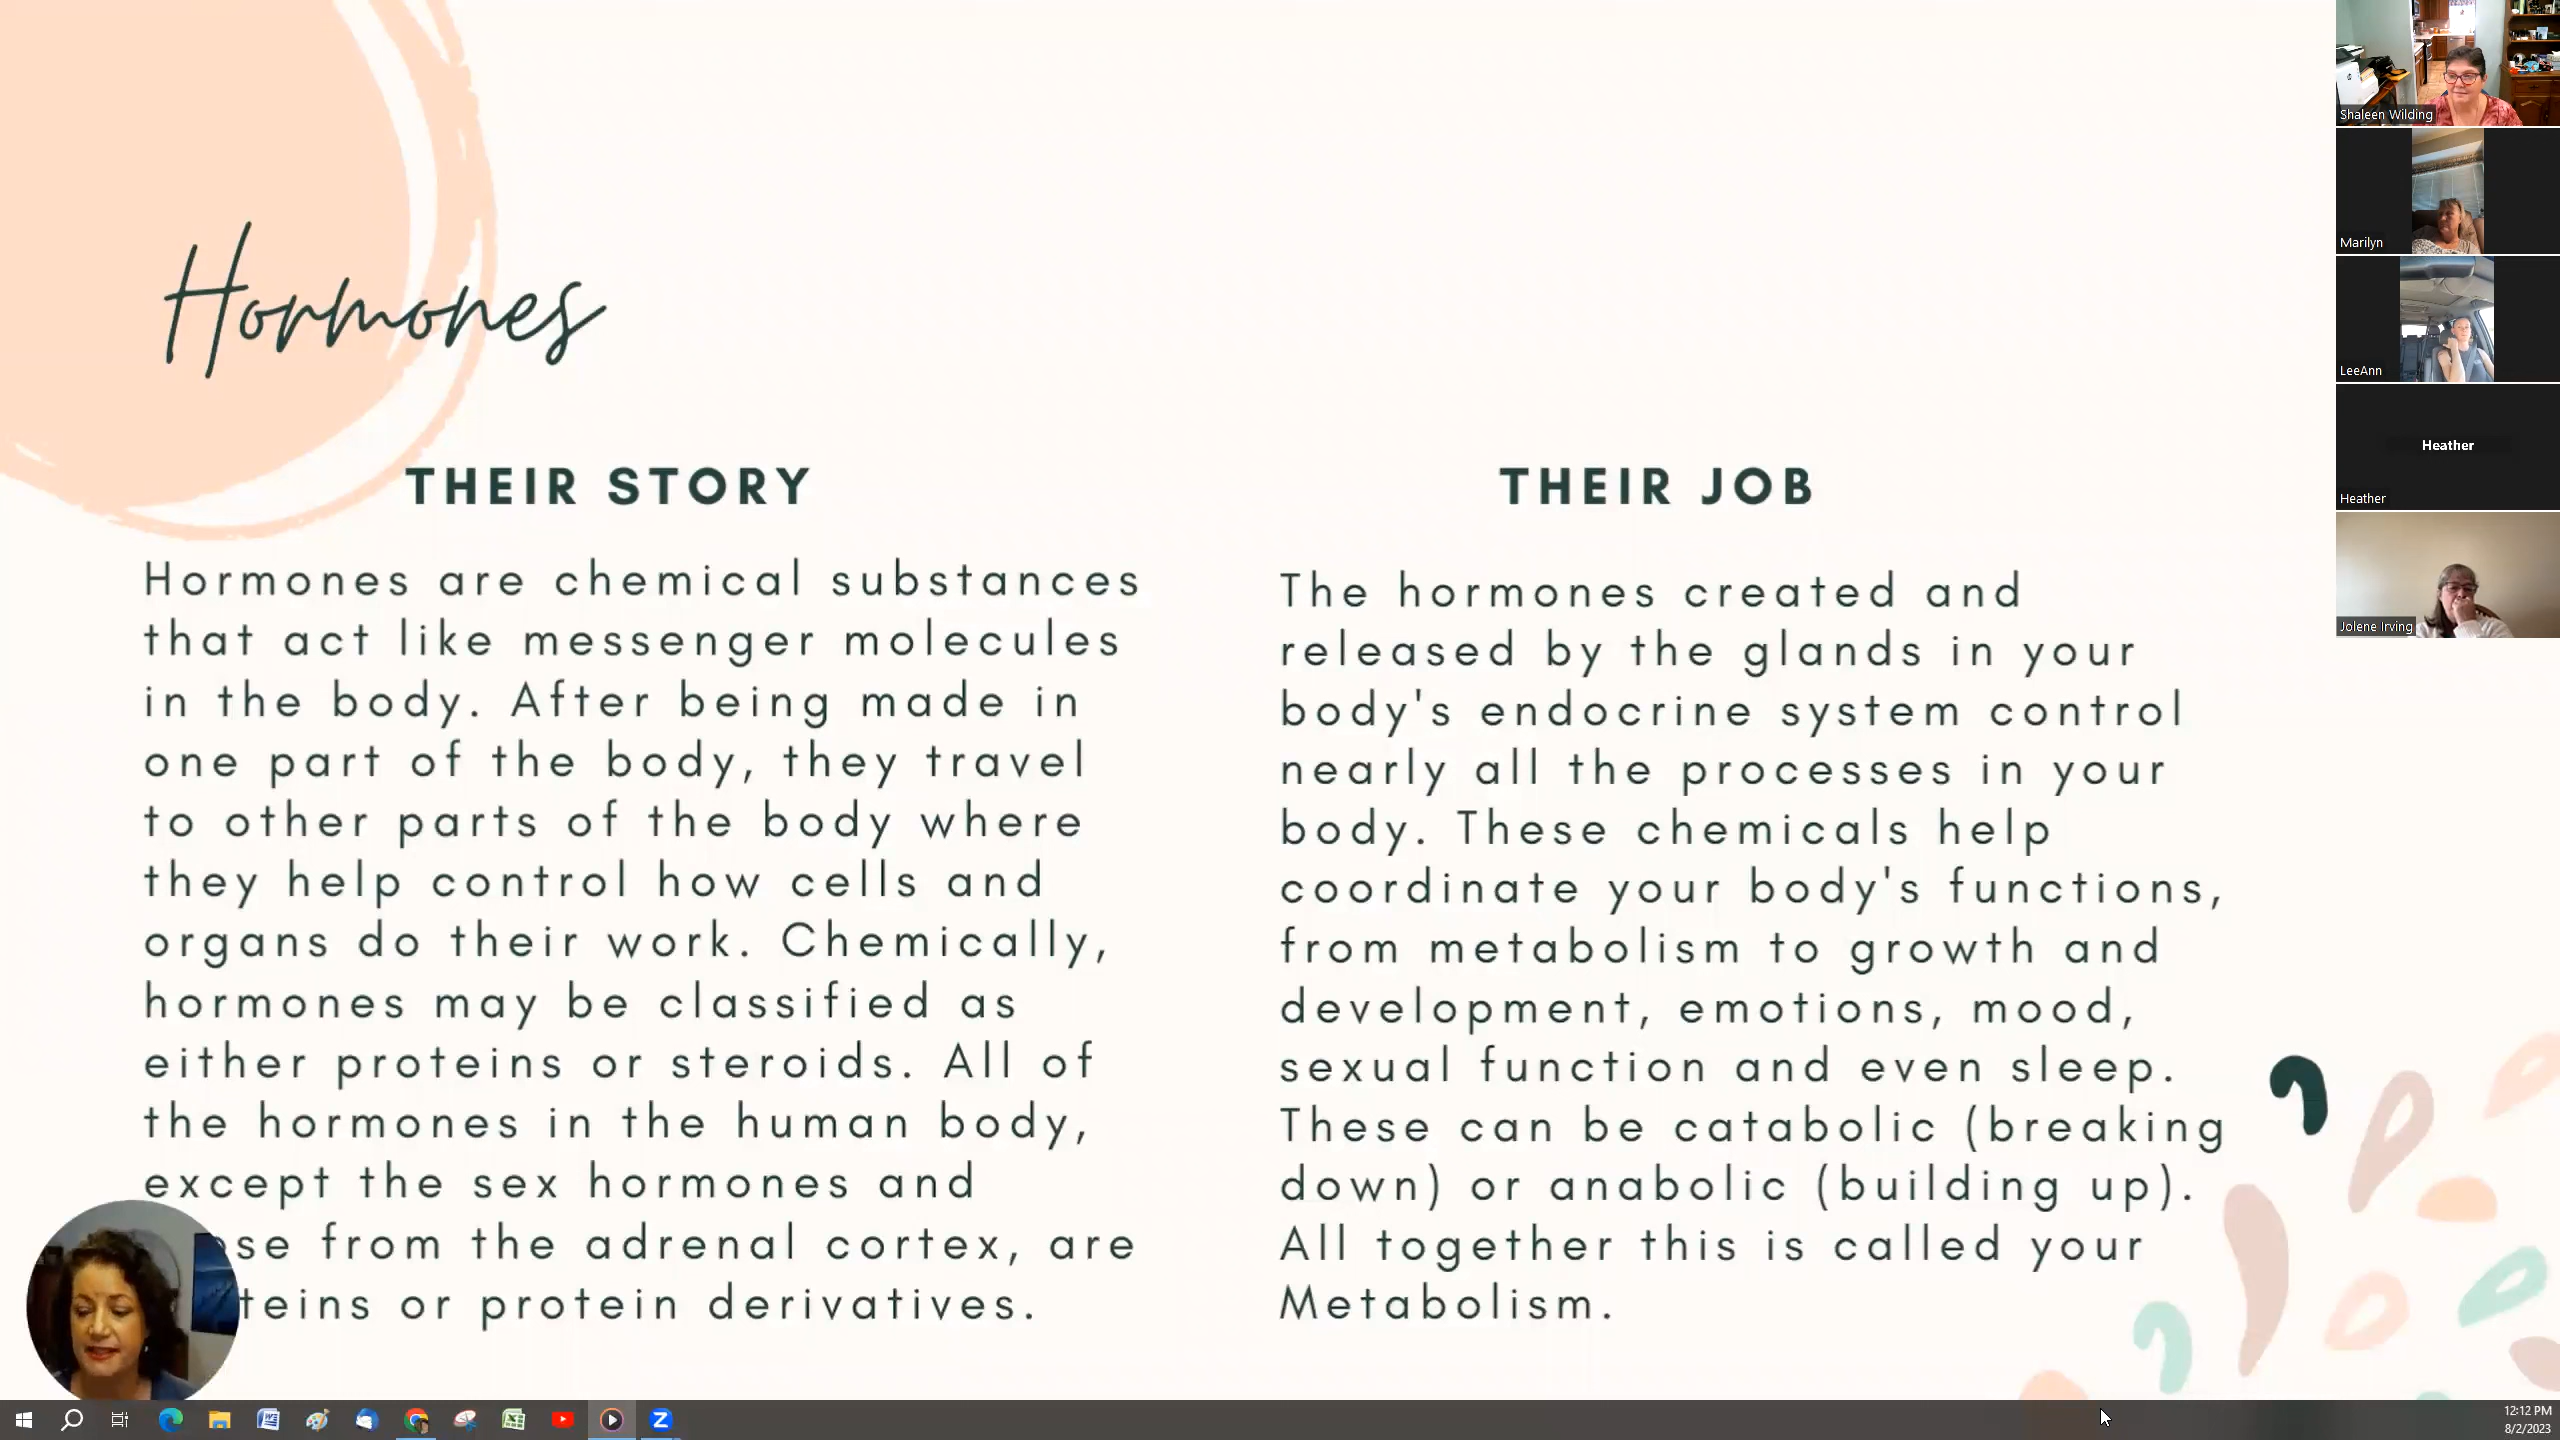 Hormones
THEIR STORY
Hormones are chemical substances
that act like messenger molecules
in the body. After being made in
one part of the body, they travel
to other parts of the body where
they help control how cells and
organs do their work. Chemically,
hormones may be classified as
either proteins or steroids. All of
the hormones in the human body,
except the sex hormones and
from the adrenal cortex, are
or protein derivatives.
THEIR JOB
The hormones created and
released by the glands in your
body's endocrine system control
nearly all the processes in your
body. These chemicals help
coordinate your body's functions,
from metabolism to growth and
development, emotions, mood,
sexual function and even sleep.
These can be catabolic (breaking
down) or anabolic (building up).
All together this is called your
Metabolism.
Shaleen Wilding
Marilyn
LeeAnn
Heather
Heather
Jolene Irving
12:12 PM
8/2/2023